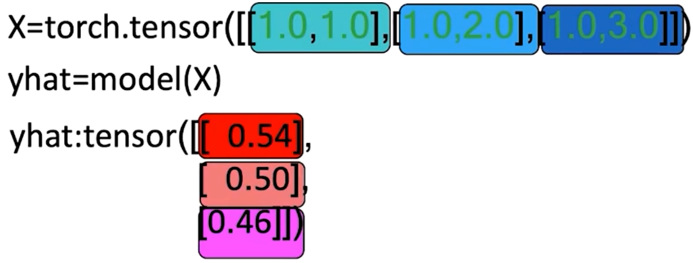 X=torch.tensor([[1.0,1.0],[1.0,2.0],[1.0,3.0]])
yhat=model(X)
yhat:tensor([[ 0.54],
[ 0.50],
[0.46]])